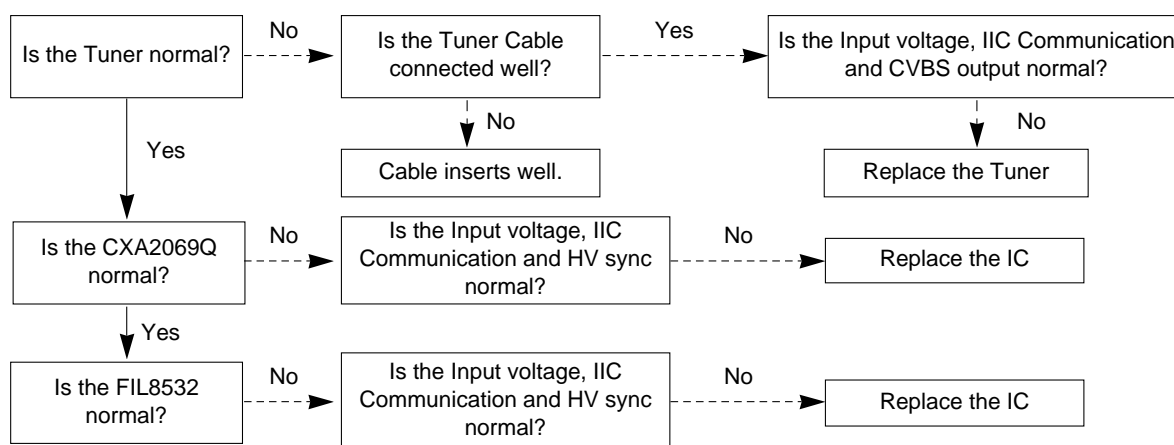 Is the Tuner normal?
No
Is the Tuner Cable
connected well?
Yes
Is the Input voltage, IIC Communication
and CVBS output normal?
No
No
Yes
Cable inserts well.
Replace the Tuner
Is the CXA2069Q
normal?
No
Is the Input voltage, IIC
Communication and HV sync
normal?
No
Replace the IC
Yes
Is the FIL8532
normal?
No
Is the Input voltage, IIC
Communication and HV sync
normal?
No
Replace the IC